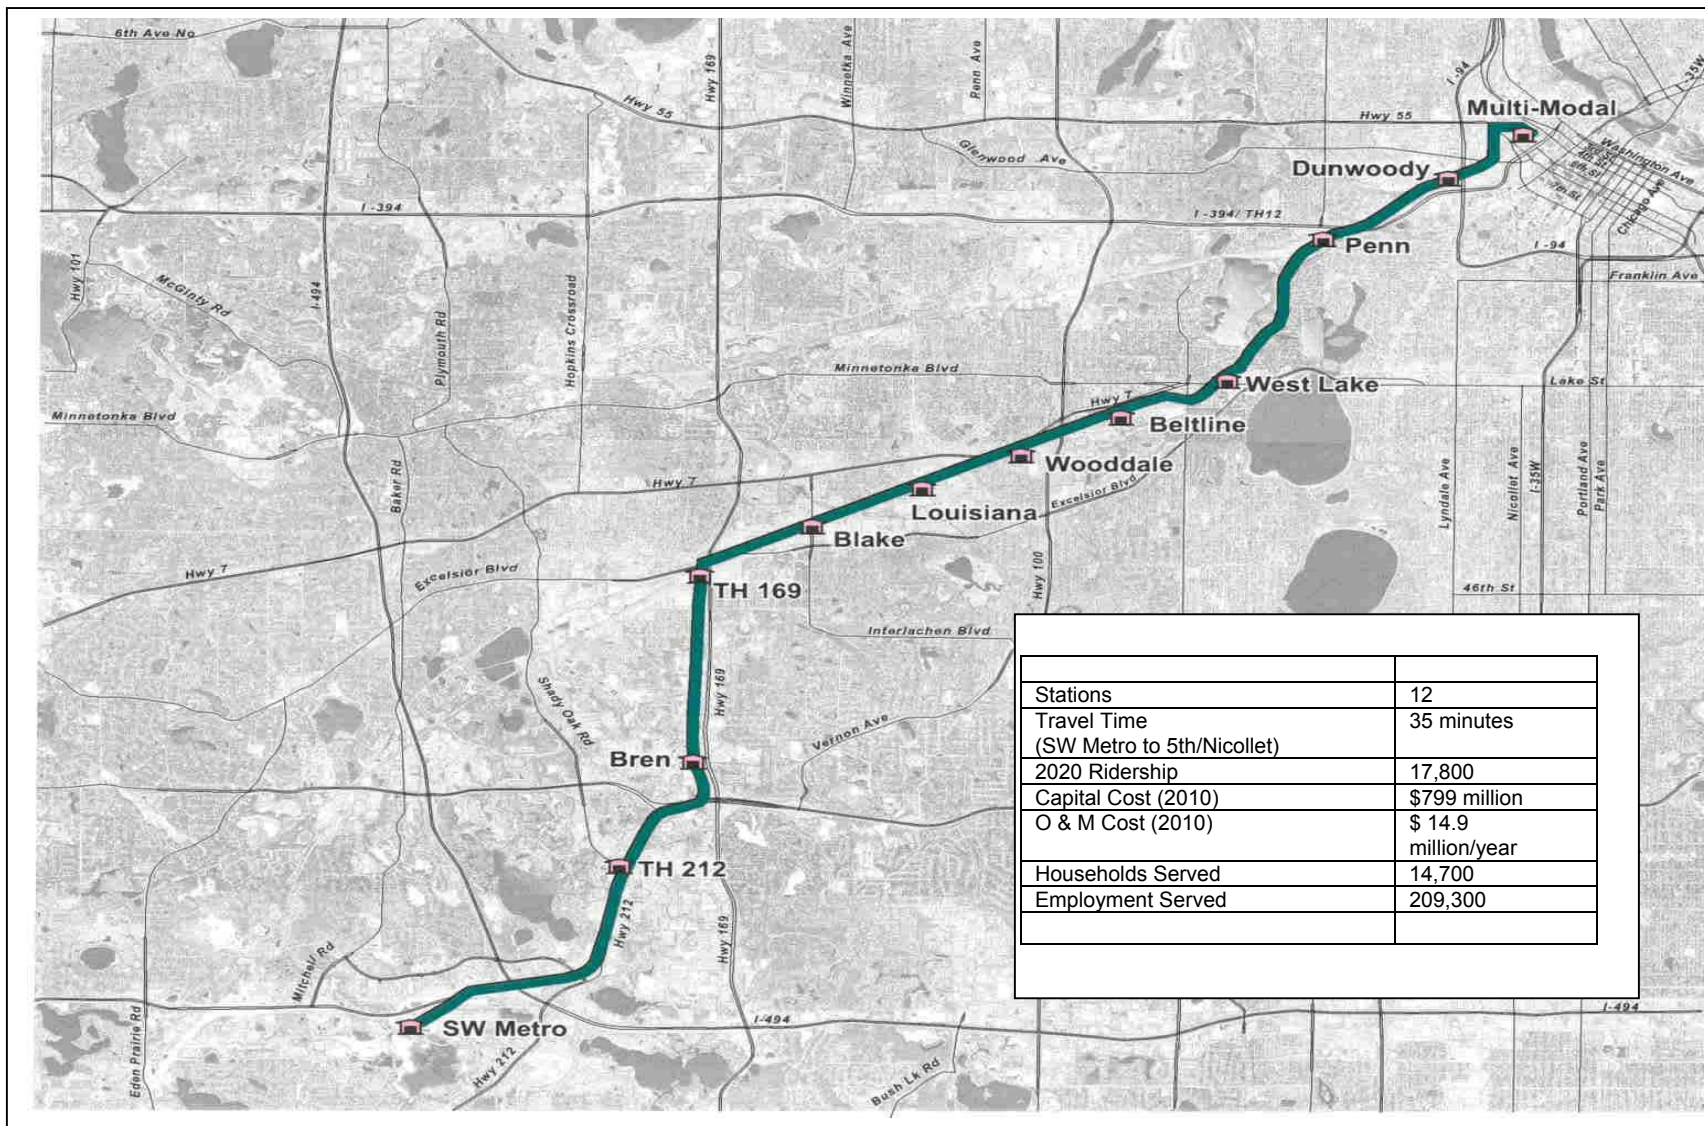 6th Ave No
Hwy 169
Winnetka Ave
Penn Ave
I-94
35W
Hwy 55
Multi-Modal
Hwy 55
Glenwood Ave
Washington Ave
5th St
7th St
Dunwoody
Chicago Ave
I-394
I-394/ TH12
Penn
I-94
Franklin Ave
Hwy 101
McGinty Rd
I-494
Plymouth Rd
Hopkins Crossroad
Minnetonka Blvd
West Lake
Lake St
Hwy 7
Minnetonka Blvd
Beltline
Baker Rd
Wooddale
Hwy 7
Excelsior Blvd
Lyndale Ave
Nicollet Ave
I-35W
Portland Ave
Park Ave
Louisiana
Blake
Hwy 7
Excelsior Blvd
Hwy 100
TH 169
46th St
Interlachen Blvd
Hwy 169
Shady Oak Rd
Vernon Ave
Bren
TH 212
Hwy 212
Hwy 169
Mitchell Rd
SW Metro
I-494
I-494
Eden Prairie Rd
Hwy 212
Bush Lk Rd
Stations 12
Travel Time 35 minutes
(SW Metro to 5th/Nicollet)
2020 Ridership 17,800
Capital Cost (2010) $799 million
O & M Cost (2010) $ 14.9
million/year
Households Served 14,700
Employment Served 209,300